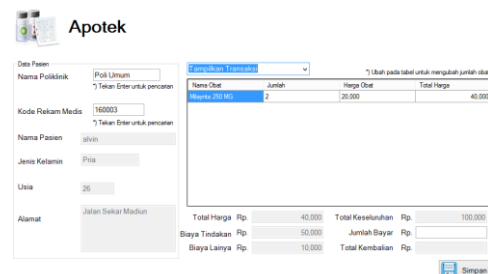 Apotek
Data Pasien
Nama Poliklinik Poli Umum
*) Tekan Enter untuk pencarian
Kode Rekam Medis 160003
*) Tekan Enter untuk pencarian
Nama Pasien alvin
Jenis Kelamin Pria
Usia 26
Alamat Jalan Sekar Madiun
Tampilkan Transaksi
*) Ubah pada tabel untuk mengubah jumlah obat
Nama Obat Jumlah Harga Obat Total Harga
250 MG 2 20,000 40,000
Total Harga Rp. 40,000 Total Keseluruhan Rp. 100,000
Biaya Tindakan Rp. 50,000 Jumlah Bayar Rp.
Biaya Lainya Rp. 10,000 Total Kembalian Rp.
Simpan